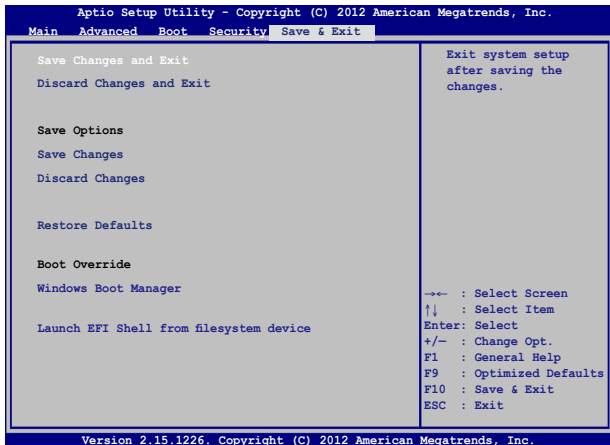 Aptio Setup Utility - Copyright (C) 2012 American Megatrends, Inc.
Main Advanced Boot Security Save & Exit
Save Changes and Exit
Discard Changes and Exit
Save Options
Save Changes
Discard Changes
Restore Defaults
Boot Override
Windows Boot Manager
Launch EFI Shell from filesystem device
Exit system setup
after saving the
changes.
→← : Select Screen
↑↓ : Select Item
Enter: Select
+/— : Change Opt.
F1 : General Help
F9 : Optimized Defaults
F10 : Save & Exit
ESC : Exit
Version 2.15.1226. Copyright (C) 2012 American Megatrends, Inc.